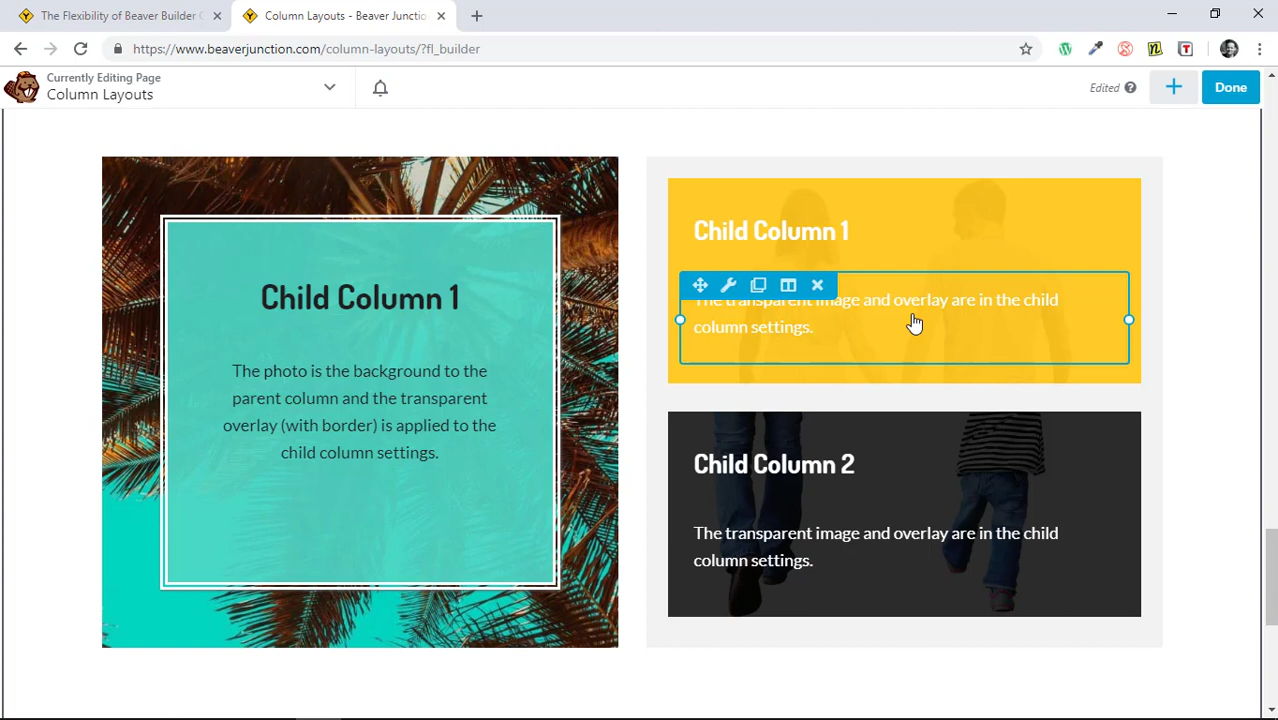 The Flexibility of Beaver Builder
Column Layouts - Beaver Junctio
https://www.beaverjunction.com/column-layouts/?fl_builder
Currently Editing Page
Column Layouts
Edited
Done
Child Column 1
The photo is the background to the
parent column and the transparent
overlay (with border) is applied to the
child column settings.
Child Column 1
The transparent image and overlay are in the child
column settings.
Child Column 2
The transparent image and overlay are in the child
column settings.